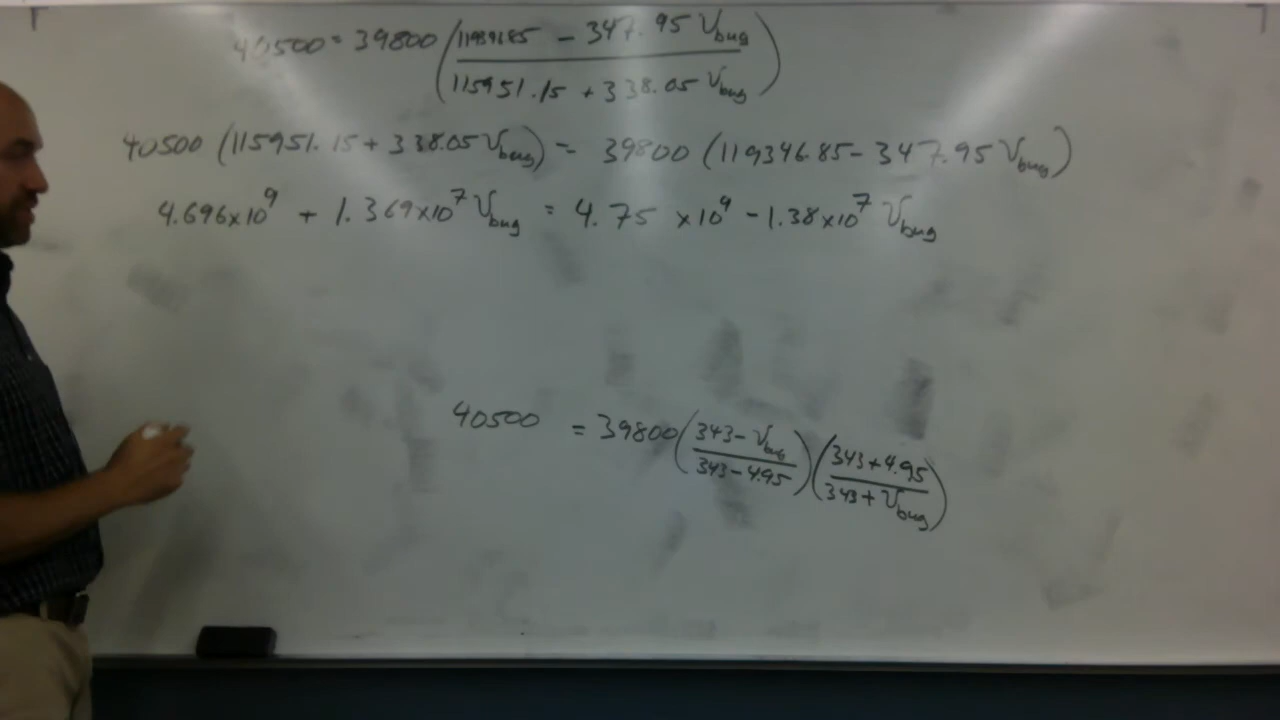 40500 = 39800 (11934685 - 347.95 V_bug / 115951.15 + 338.05 V_bug)
40500 (115951.15 + 338.05 V_bug) = 39800 (119346.85 - 347.95 V_bug)
4.696x10^9 + 1.369x10^7 V_bug = 4.75 x10^9 - 1.38x10^7 V_bug
40500 = 39800 (343 - V_bug / 343 - 4.95) (343 + 4.95 / 343 + V_bug)